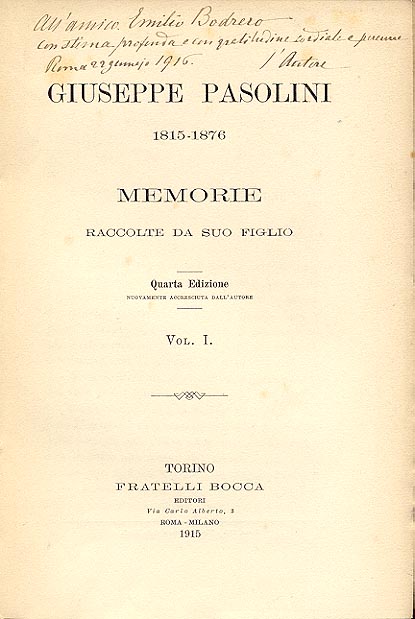 All'amico Emilio Bodrero
con stima profonda e con gratitudine cordiale e perenne
Roma 22 gennajo 1916. l'Autore
GIUSEPPE PASOLINI
1815-1876
MEMORIE
RACCOLTE DA SUO FIGLIO
Quarta Edizione
NUOVAMENTE ACCRESCIUTA DALL'AUTORE
VOL. I.
TORINO
FRATELLI BOCCA
EDITORI
Via Carlo Alberto, 3
ROMA - MILANO
1915